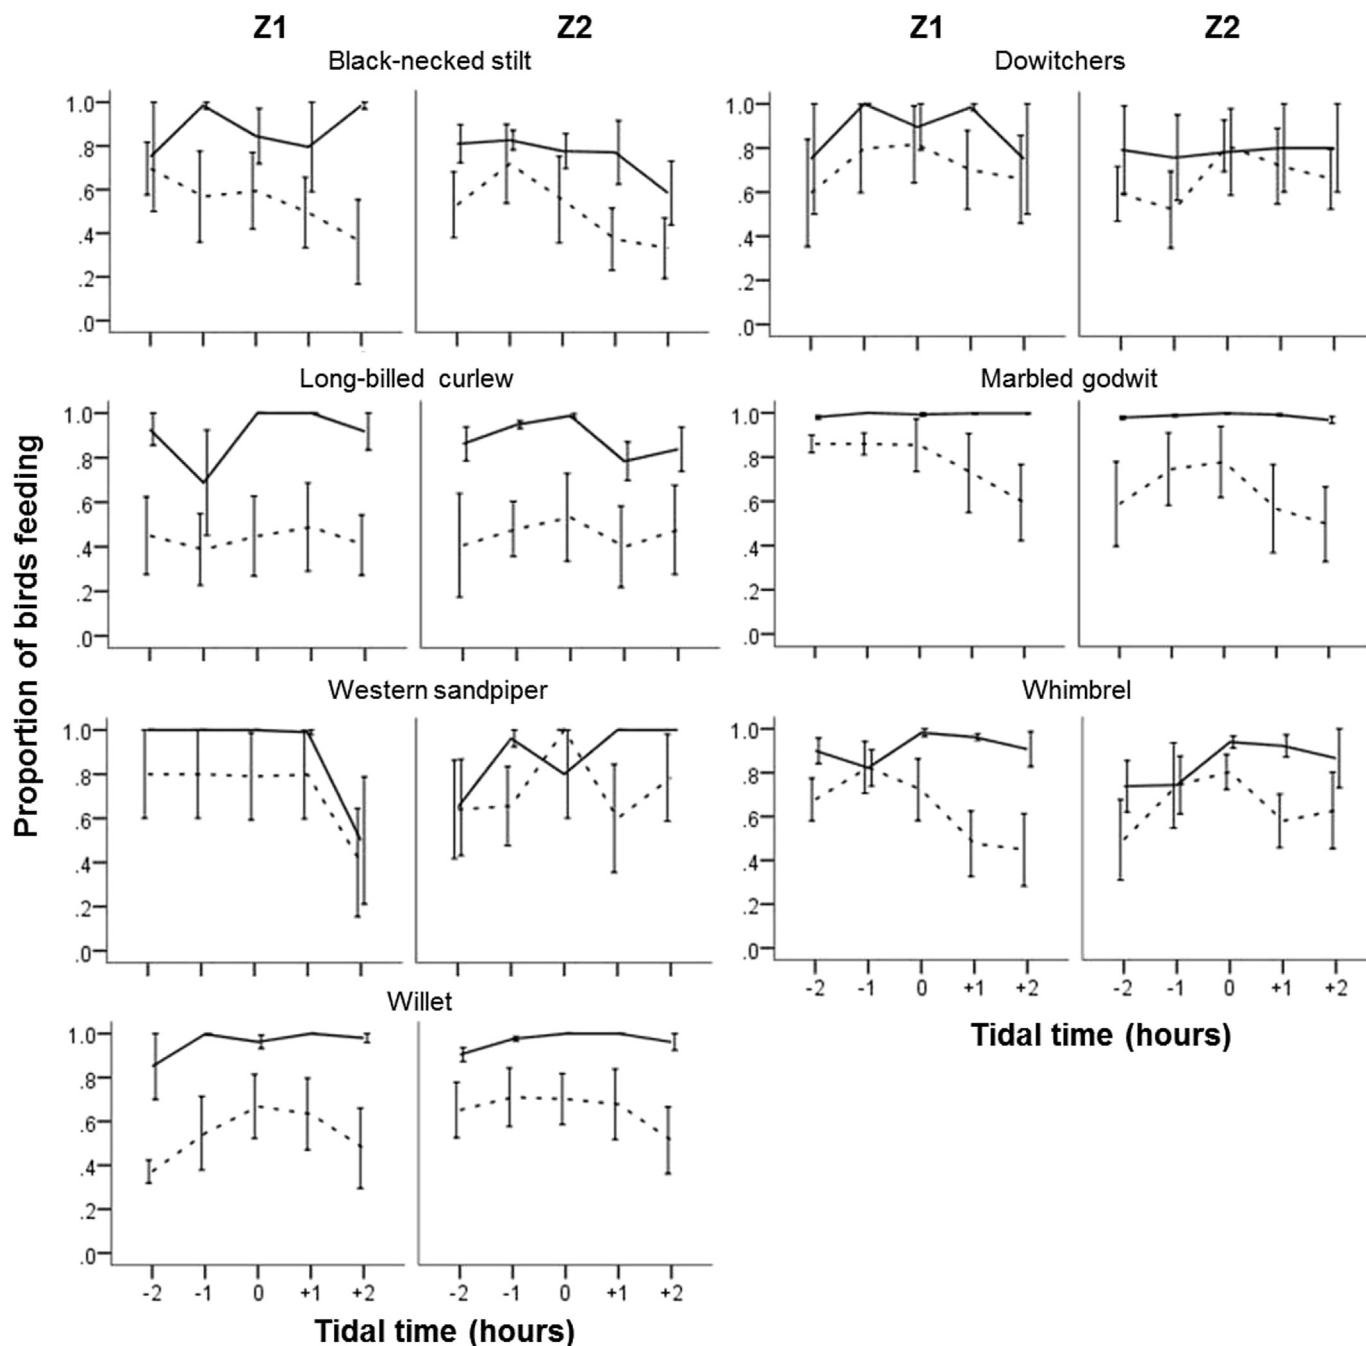 Z1 Z2 Z1 Z2
Black-necked stilt Dowitchers
1.0 1.0
.8 .8
.6 .6
.4 .4
.2 .2
.0 .0
Long-billed curlew Marbled godwit
1.0 1.0
.8 .8
.6 .6
.4 .4
.2 .2
.0 .0
Proportion of birds feeding
Western sandpiper Whimbrel
1.0 1.0
.8 .8
.6 .6
.4 .4
.2 .2
.0 .0
-2 -1 0 +1 +2 -2 -1 0 +1 +2
Tidal time (hours)
Willet
1.0
.8
.6
.4
.2
.0
-2 -1 0 +1 +2 -2 -1 0 +1 +2
Tidal time (hours)